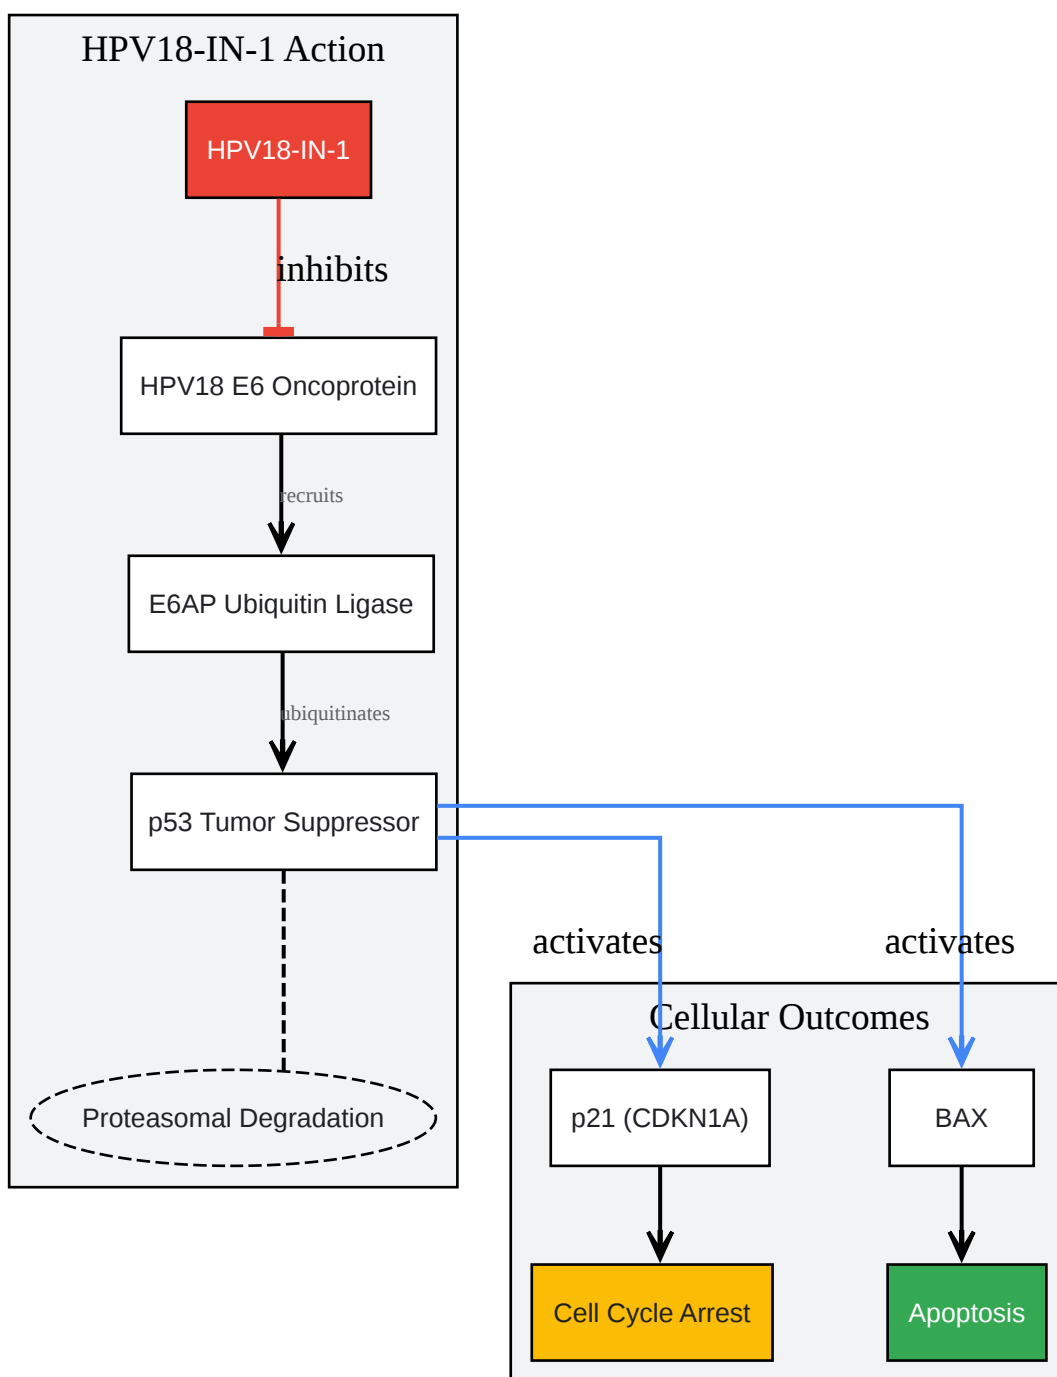 HPV18-IN-1 Action
HPV18-IN-1
inhibits
HPV18 E6 Oncoprotein
recruits
E6AP Ubiquitin Ligase
ubiquitinates
p53 Tumor Suppressor
activates
activates
Cellular Outcomes
Proteasomal Degradation
p21 (CDKN1A)
BAX
Cell Cycle Arrest
Apoptosis